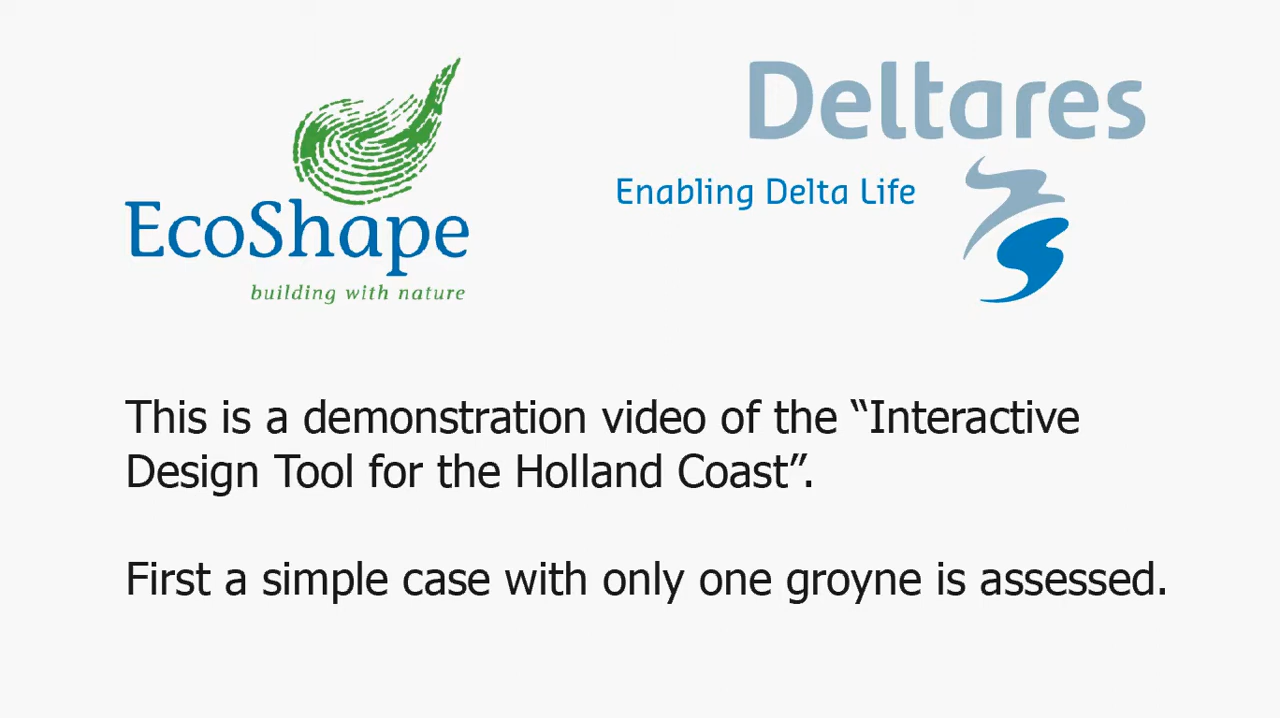 EcoShape
building with nature
Deltares
Enabling Delta Life
This is a demonstration video of the “Interactive
Design Tool for the Holland Coast”.
First a simple case with only one groyne is assessed.